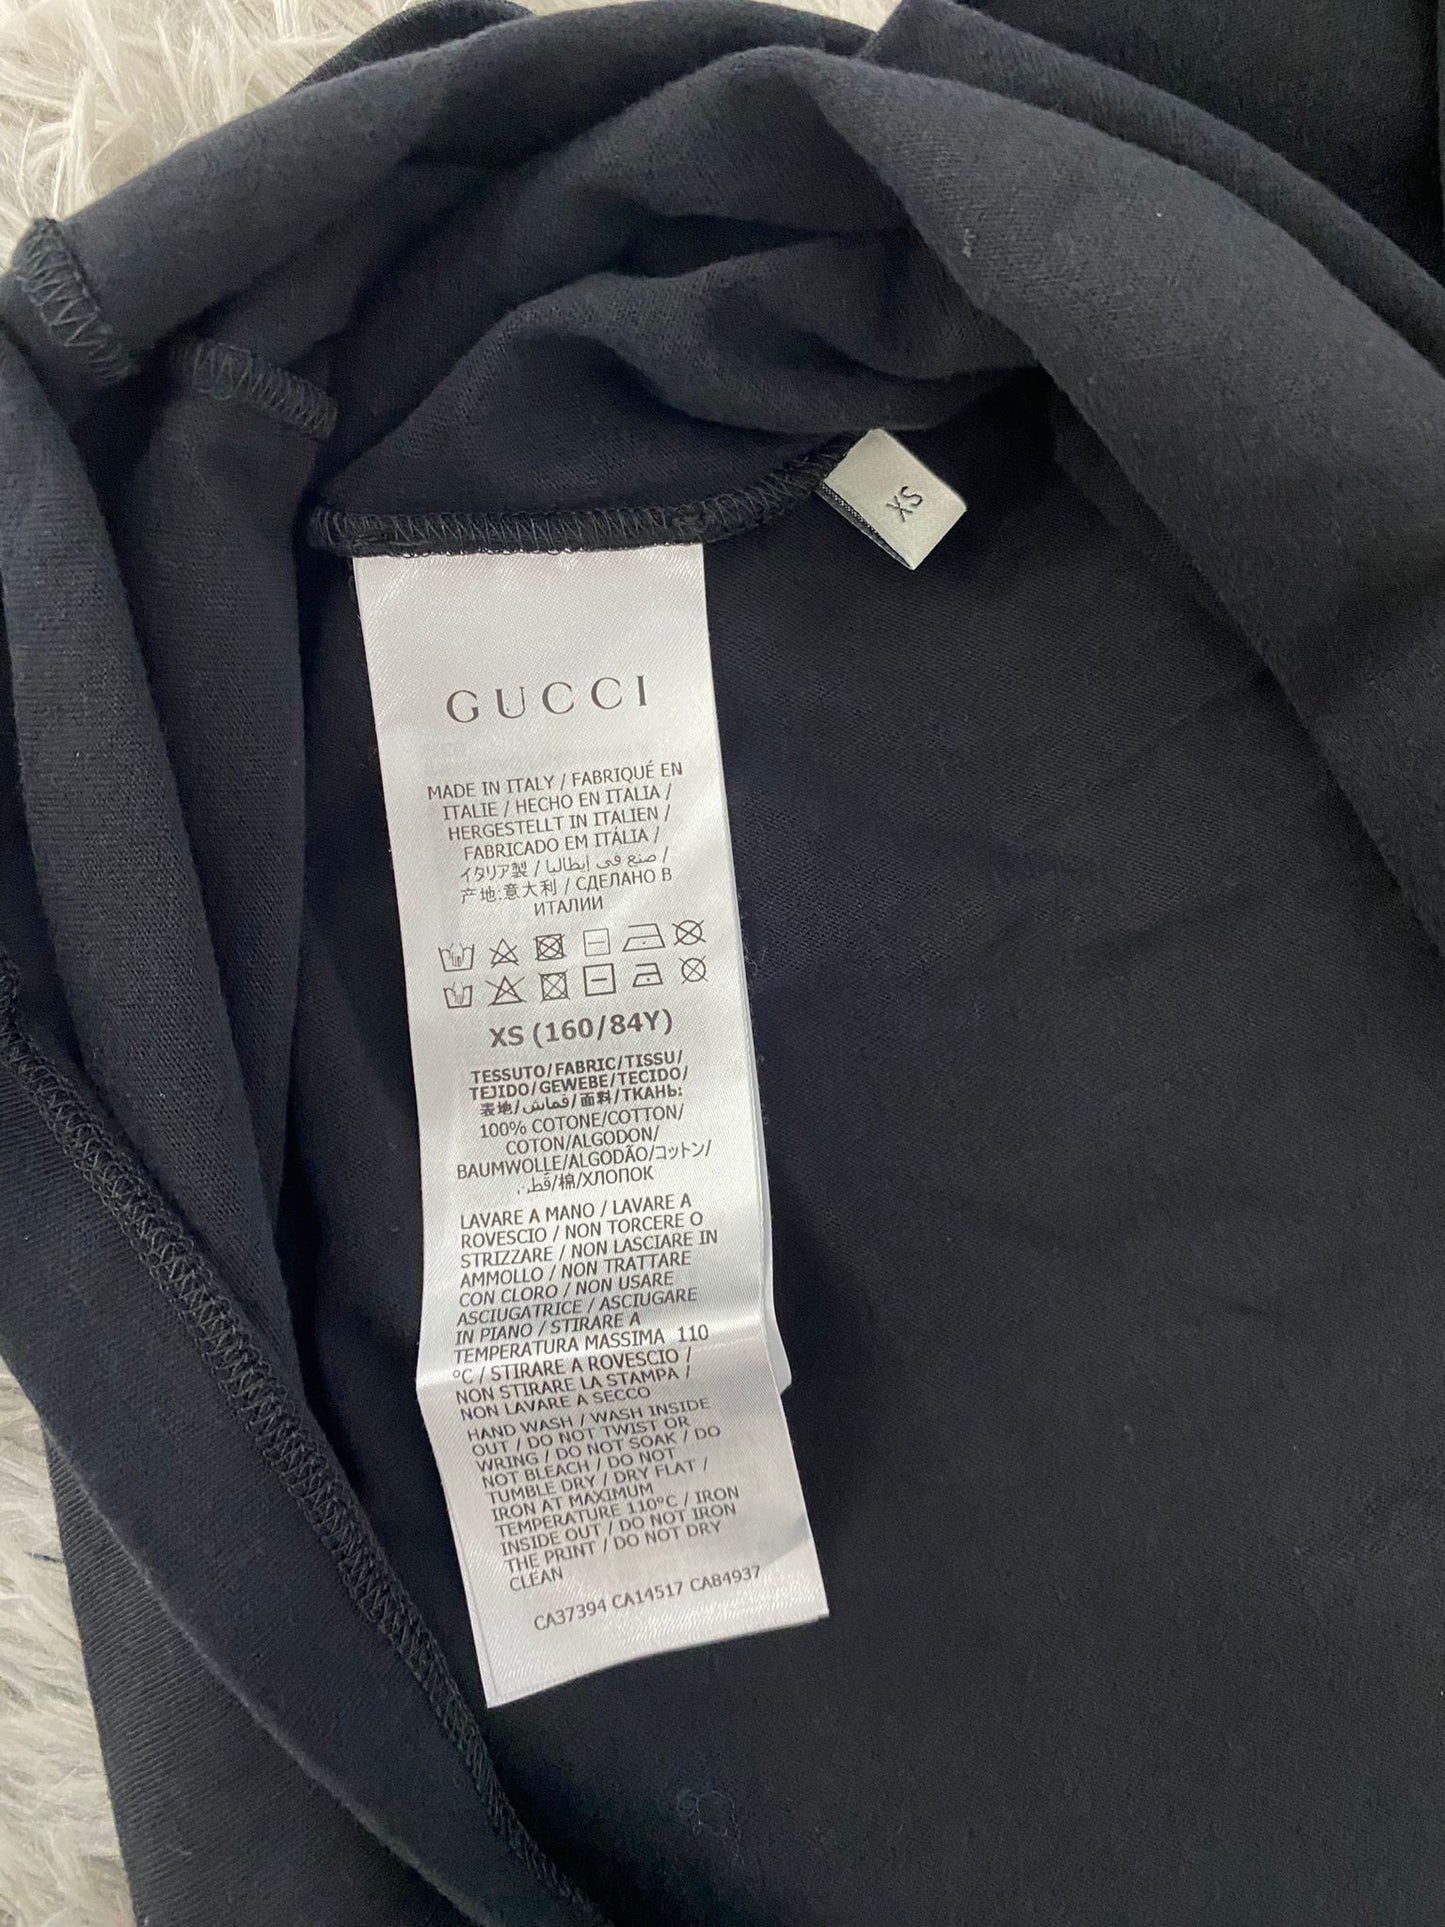 XS
GUCCI
MADE IN ITALY / FABRIQUÉ EN
ITALIE / HECHO EN ITALIA /
HERGESTELLT IN ITALIEN /
FABRICADO EM ITÁLIA /
イタリア製 / صنع في إيطاليا /
产地:意大利 / СДЕЛАНО В
ИТАЛИИ
XS (160/84Y)
TESSUTO/FABRIC/TISSU/
TEJIDO/GEWEBE/TECIDO/
表地/قماش/面料/ТКАНЬ:
100% COTONE/COTTON/
COTON/ALGODON/
BAUMWOLLE/ALGODÃO/コットン/
قطن/棉/ХЛОПОК
LAVARE A MANO / LAVARE A
ROVESCIO / NON TORCERE O
STRIZZARE / NON LASCIARE IN
AMMOLLO / NON TRATTARE
CON CLORO / NON USARE
ASCIUGATRICE / ASCIUGARE
IN PIANO / STIRARE A
TEMPERATURA MASSIMA 110
°C / STIRARE A ROVESCIO /
NON STIRARE LA STAMPA /
NON LAVARE A SECCO
HAND WASH / WASH INSIDE
OUT / DO NOT TWIST OR
WRING / DO NOT SOAK / DO
NOT BLEACH / DO NOT
TUMBLE DRY / DRY FLAT /
IRON AT MAXIMUM
TEMPERATURE 110°C / IRON
INSIDE OUT / DO NOT IRON
THE PRINT / DO NOT DRY
CLEAN
CA37394 CA14517 CA84937